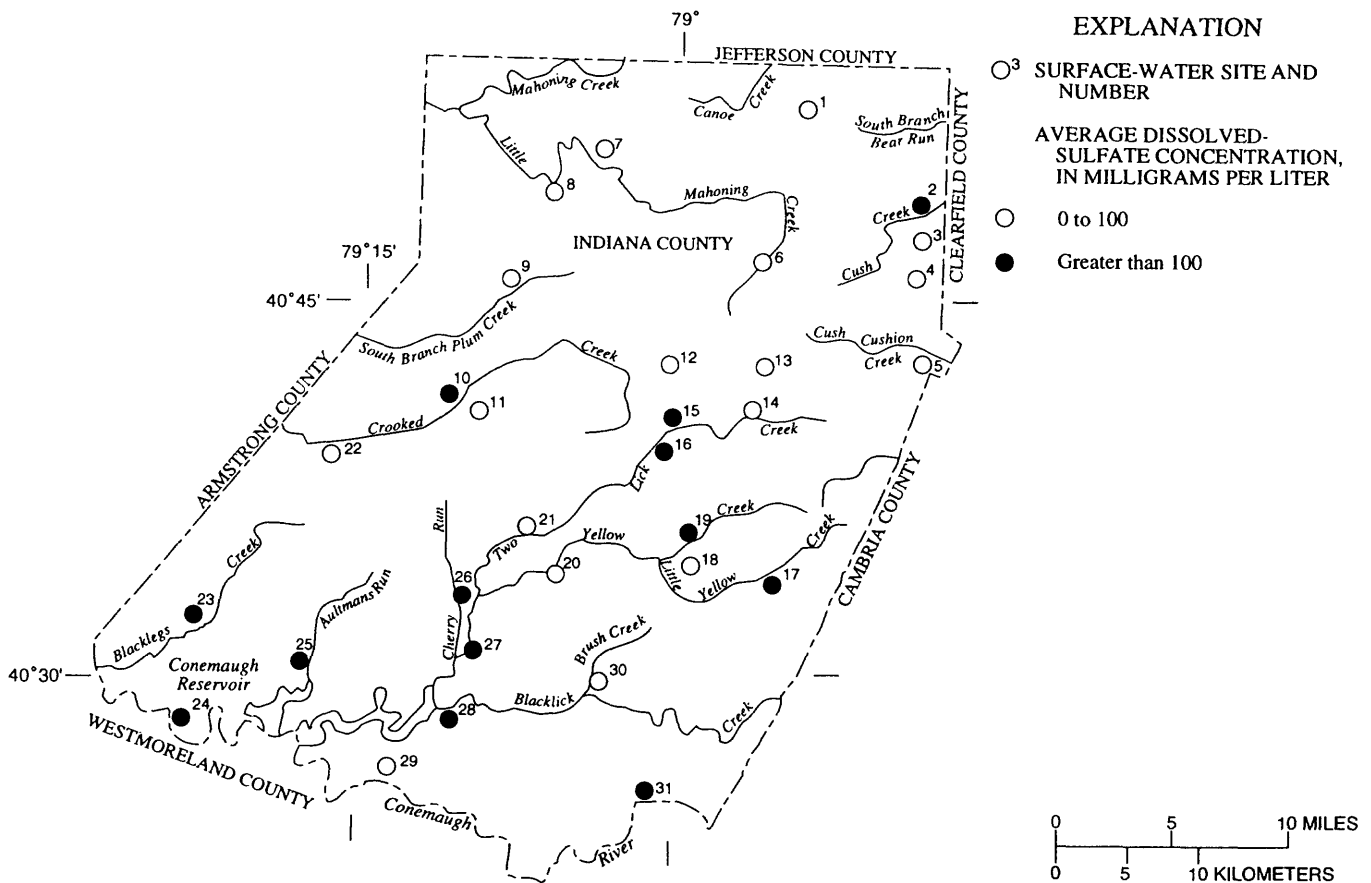 79°
JEFFERSON COUNTY
EXPLANATION
3
SURFACE-WATER SITE AND
NUMBER
AVERAGE DISSOLVED-
SULFATE CONCENTRATION,
IN MILLIGRAMS PER LITER
0 to 100
Greater than 100
Mahoning Creek
Canoe Creek
1
South Branch
Bear Run
CLEARFIELD COUNTY
7
Little
8
Mahoning
Creek
2
Creek
3
INDIANA COUNTY
6
Cush
4
79°15'
9
40°45'
South Branch Plum Creek
Cush Cushion
Creek
5
Creek
12
13
10
11
14
15
Creek
ARMSTRONG COUNTY
Crooked
22
16
Lick
CAMBRIA COUNTY
Run
21
Two
Yellow
19
Creek
Creek
Creek
20
18
Little
Yellow
17
23
Aultmans Run
26
Blacklegs
Cherry
27
Brush Creek
25
Conemaugh
Reservoir
40°30'
30
24
28
Blacklick
Creek
WESTMORELAND COUNTY
29
31
Conemaugh
River
0 5 10 MILES
0 5 10 KILOMETERS